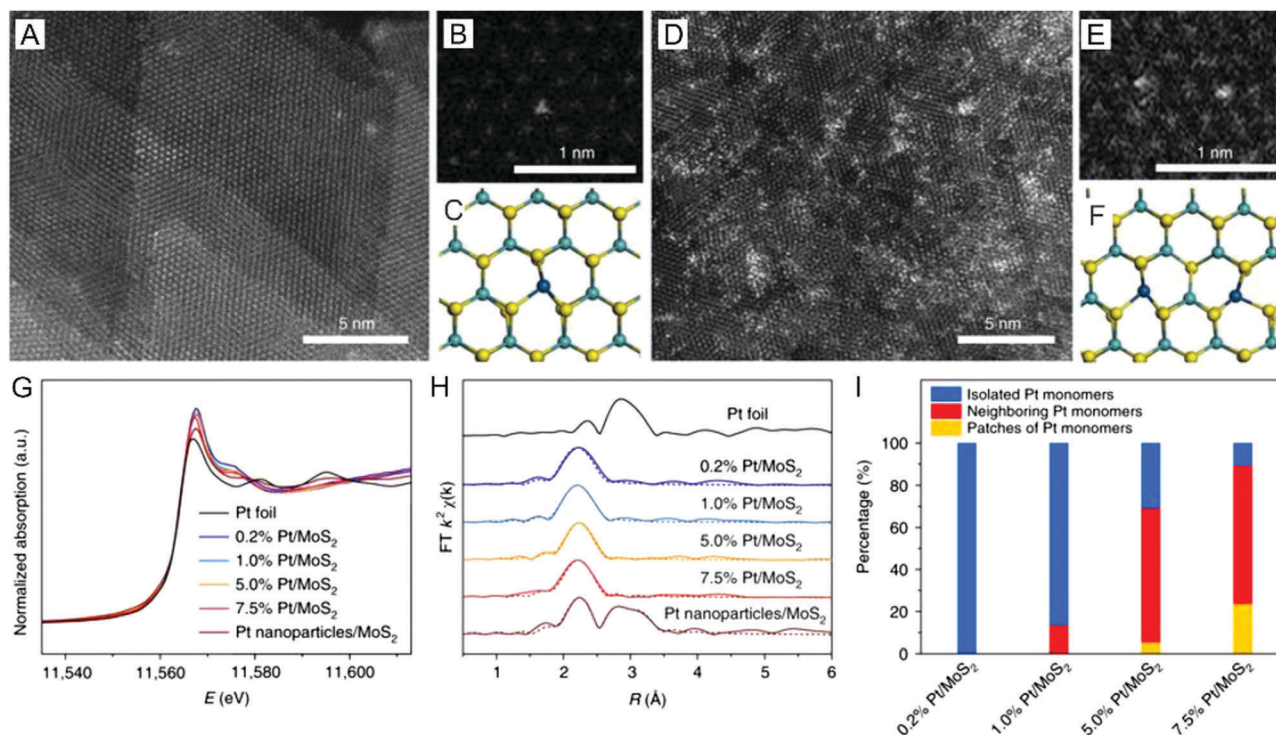 A
5 nm
B
1 nm
C
D
5 nm
E
1 nm
F
G
Normalized absorption (a.u.)
Pt foil
0.2% Pt/MoS₂
1.0% Pt/MoS₂
5.0% Pt/MoS₂
7.5% Pt/MoS₂
Pt nanoparticles/MoS₂
11,540 11,560 11,580 11,600
E (eV)
H
FT k² χ(k)
Pt foil
0.2% Pt/MoS₂
1.0% Pt/MoS₂
5.0% Pt/MoS₂
7.5% Pt/MoS₂
Pt nanoparticles/MoS₂
1 2 3 4 5 6
R (Å)
I
Isolated Pt monomers
Neighboring Pt monomers
Patches of Pt monomers
Percentage (%)
100
80
60
40
20
0
0.2% Pt/MoS₂
1.0% Pt/MoS₂
5.0% Pt/MoS₂
7.5% Pt/MoS₂